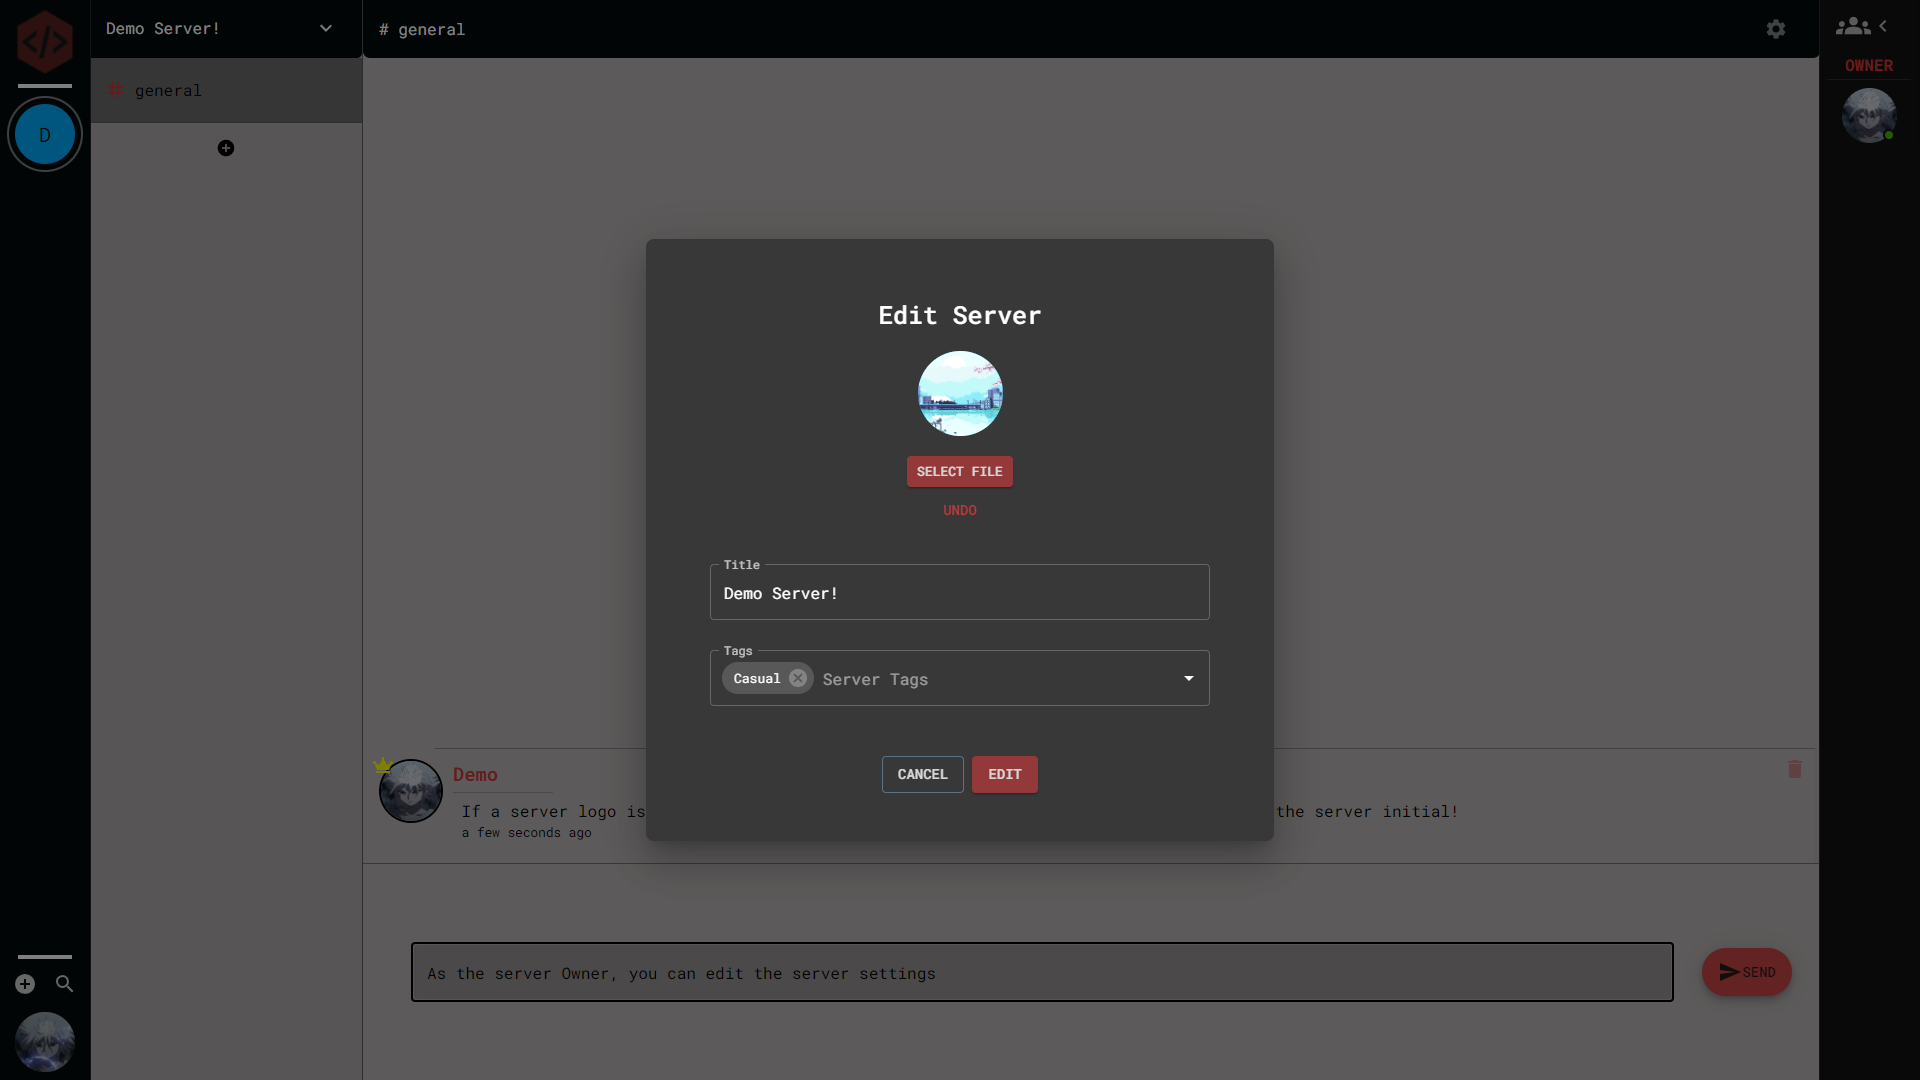 Demo Server!
# general
OWNER
general
D
Edit Server
SELECT FILE
UNDO
Title
Demo Server!
Tags
Casual
Server Tags
CANCEL
EDIT
Demo
If a server logo is
the server initial!
a few seconds ago
As the server Owner, you can edit the server settings
SEND